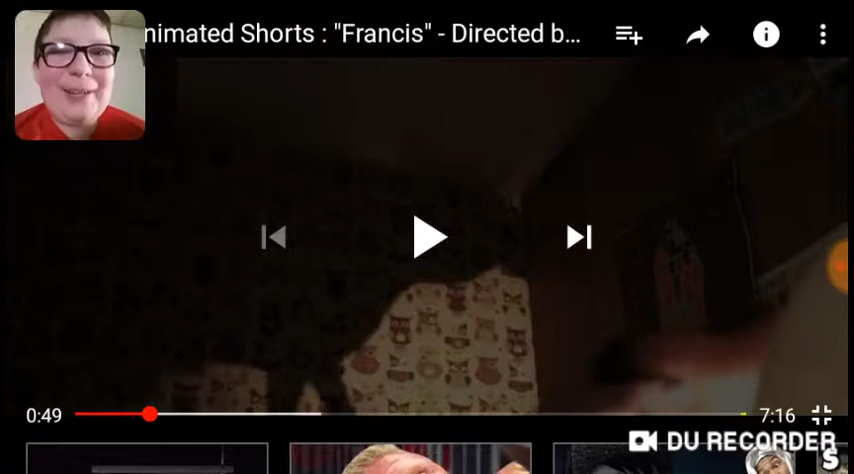 nimated Shorts : "Francis" - Directed b...
0:49
7:16
DU RECORDER
S